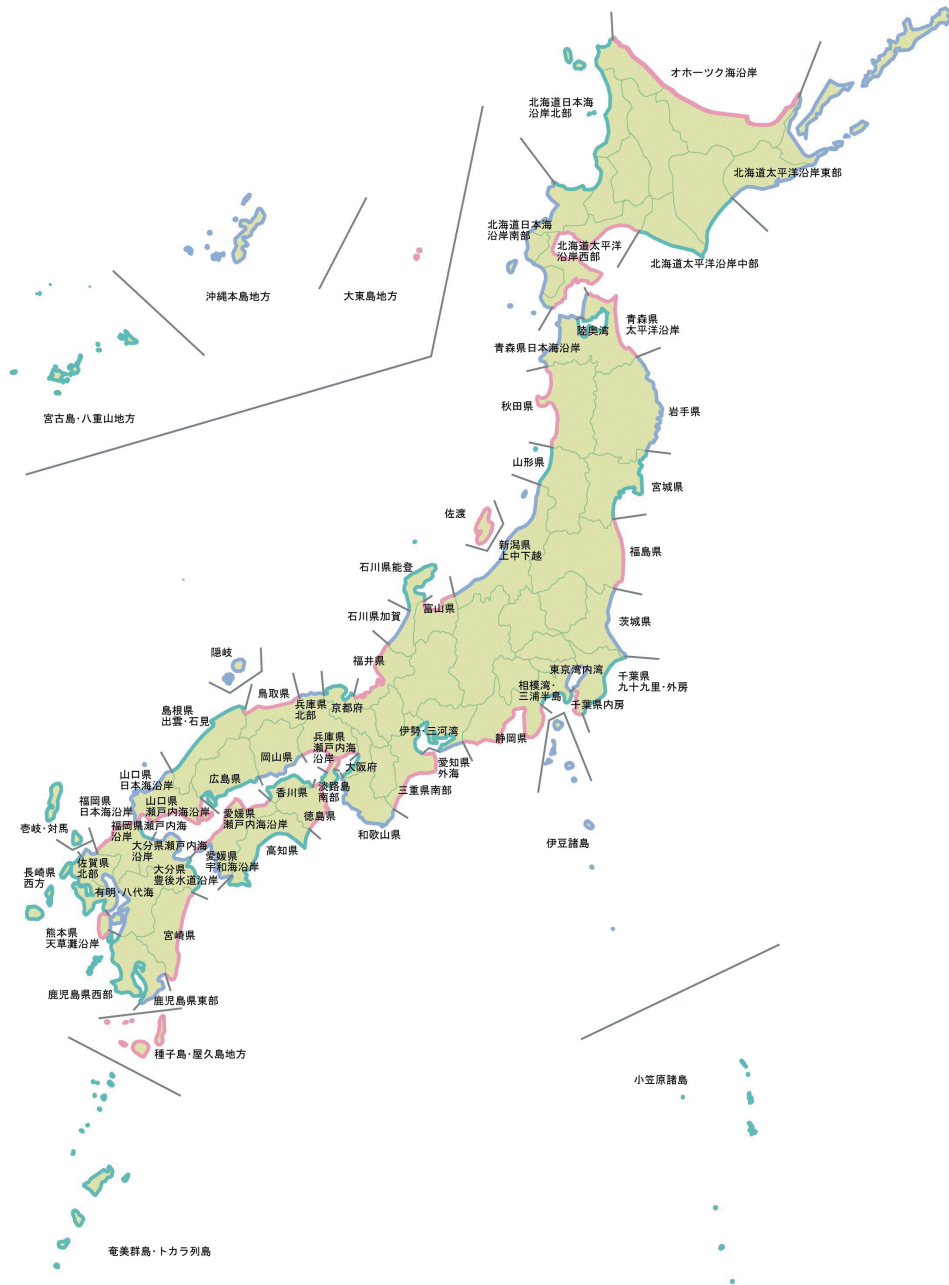 オホーツク海沿岸
北海道日本海
沿岸北部
北海道太平洋沿岸東部
北海道日本海
沿岸南部
北海道太平洋
沿岸西部
北海道太平洋沿岸中部
沖縄本島地方
大東島地方
宮古島・八重山地方
青森県
太平洋沿岸
陸奥湾
青森県日本海沿岸
秋田県
岩手県
山形県
宮城県
佐渡
新潟県
上中下越
福島県
石川県能登
富山県
石川県加賀
茨城県
福井県
隠岐
東京湾内湾
千葉県
九十九里・外房
相模湾・
三浦半島
千葉県内房
鳥取県
兵庫県
北部
京都府
島根県
出雲・石見
伊勢・三河湾
静岡県
兵庫県
瀬戸内海
沿岸
岡山県
大阪府
愛知県
外海
山口県
日本海沿岸
広島県
淡路島
南部
香川県
三重県南部
福岡県
日本海沿岸
山口県
瀬戸内海沿岸
愛媛県
瀬戸内海沿岸
徳島県
和歌山県
壱岐・対馬
福岡県瀬戸内海
沿岸
大分県瀬戸内海
沿岸
高知県
伊豆諸島
愛媛県
宇和海沿岸
佐賀県
北部
大分県
豊後水道沿岸
長崎県
西方
有明・八代海
熊本県
天草灘沿岸
宮崎県
鹿児島県西部
鹿児島県東部
種子島・屋久島地方
小笠原諸島
奄美群島・トカラ列島